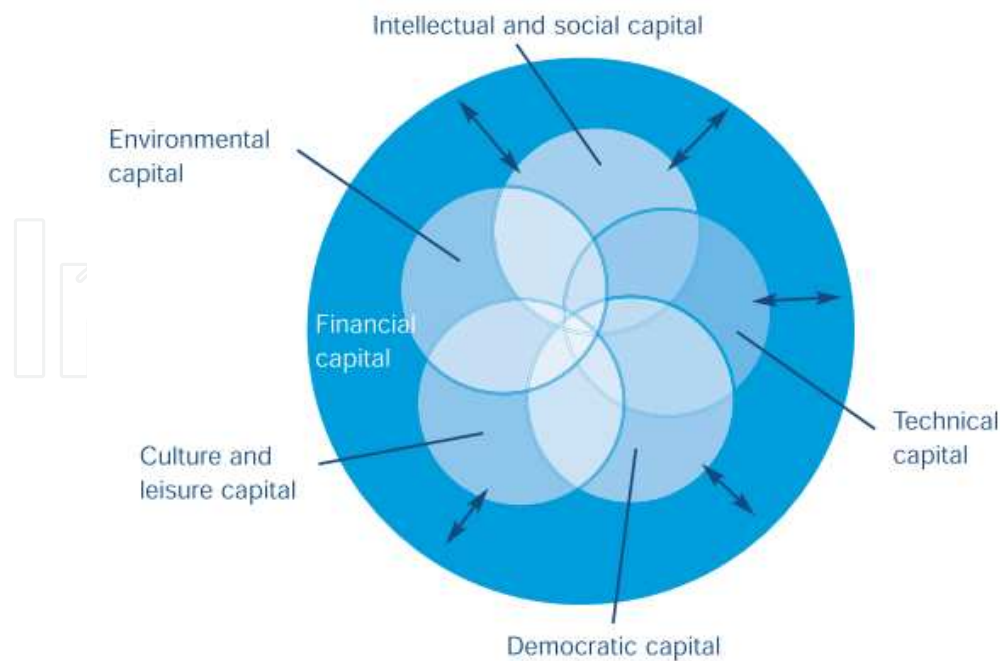 Intellectual and social capital
Environmental
capital
Financial
capital
Technical
capital
Culture and
leisure capital
Democratic capital